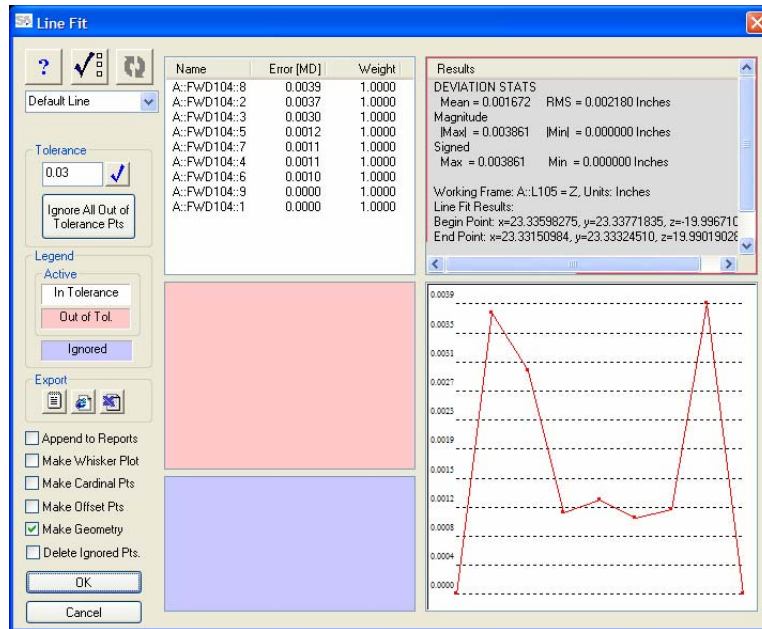 SA Line Fit
?
Default Line
Tolerance
0.03
Ignore All Out of
Tolerance Pts
Legend
Active
In Tolerance
Out of Tol.
Ignored
Export
Append to Reports
Make Whisker Plot
Make Cardinal Pts
Make Offset Pts
Make Geometry
Delete Ignored Pts.
OK
Cancel
Name Error [MD] Weight
A::FWD104::8 0.0039 1.0000
A::FWD104::2 0.0037 1.0000
A::FWD104::3 0.0030 1.0000
A::FWD104::5 0.0012 1.0000
A::FWD104::7 0.0011 1.0000
A::FWD104::4 0.0011 1.0000
A::FWD104::6 0.0010 1.0000
A::FWD104::9 0.0000 1.0000
A::FWD104::1 0.0000 1.0000
Results
DEVIATION STATS
Mean = 0.001672 RMS = 0.002180 Inches
Magnitude
|Max| = 0.003861 |Min| = 0.000000 Inches
Signed
Max = 0.003861 Min = 0.000000 Inches
Working Frame: A::L105 = Z, Units: Inches
Line Fit Results:
Begin Point: x=23.33598275, y=23.33771835, z=-19.996710
End Point: x=23.33150984, y=23.33324510, z=19.99019028
0.0039
0.0035
0.0031
0.0027
0.0023
0.0019
0.0015
0.0012
0.0008
0.0004
0.0000